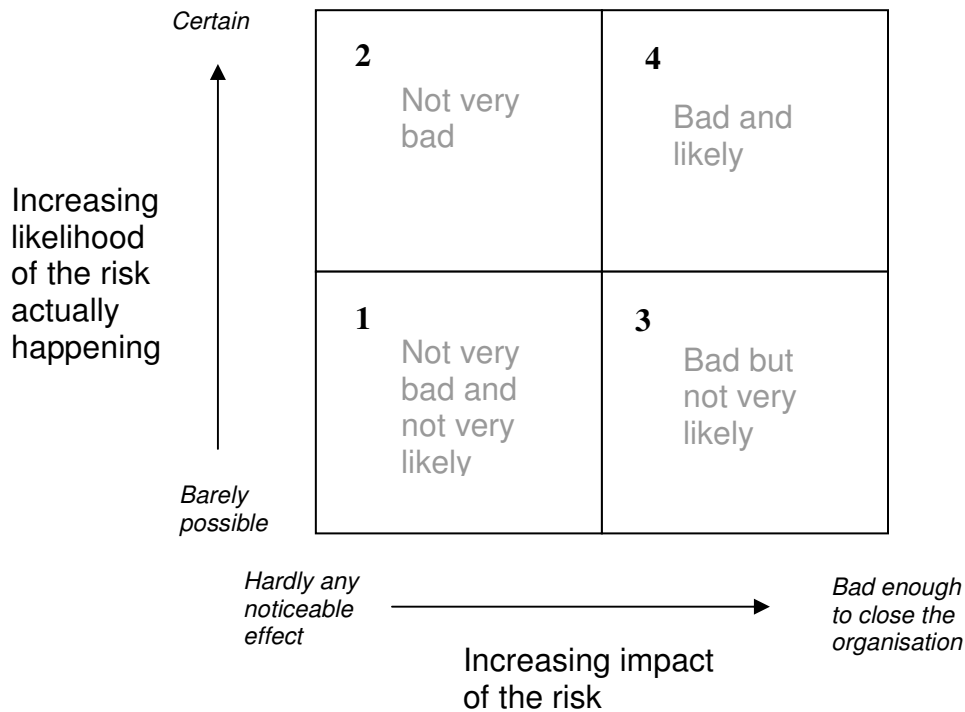 Certain
2
Not very
bad
4
Bad and
likely
Increasing
likelihood
of the risk
actually
happening
1
Not very
bad and
not very
likely
3
Bad but
not very
likely
Barely
possible
Hardly any
noticeable
effect
Bad enough
to close the
organisation
Increasing impact
of the risk